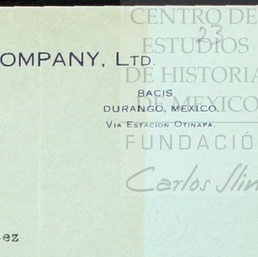 CENTRO DE
ESTUDIOS
23
DE HISTORIA
DE MEXICO
FUNDACIÓ
Carlos Slim
OMPANY, LTD.
BACIS
DURANGO, MEXICO.
VIA ESTACION OTINAPA.
ez